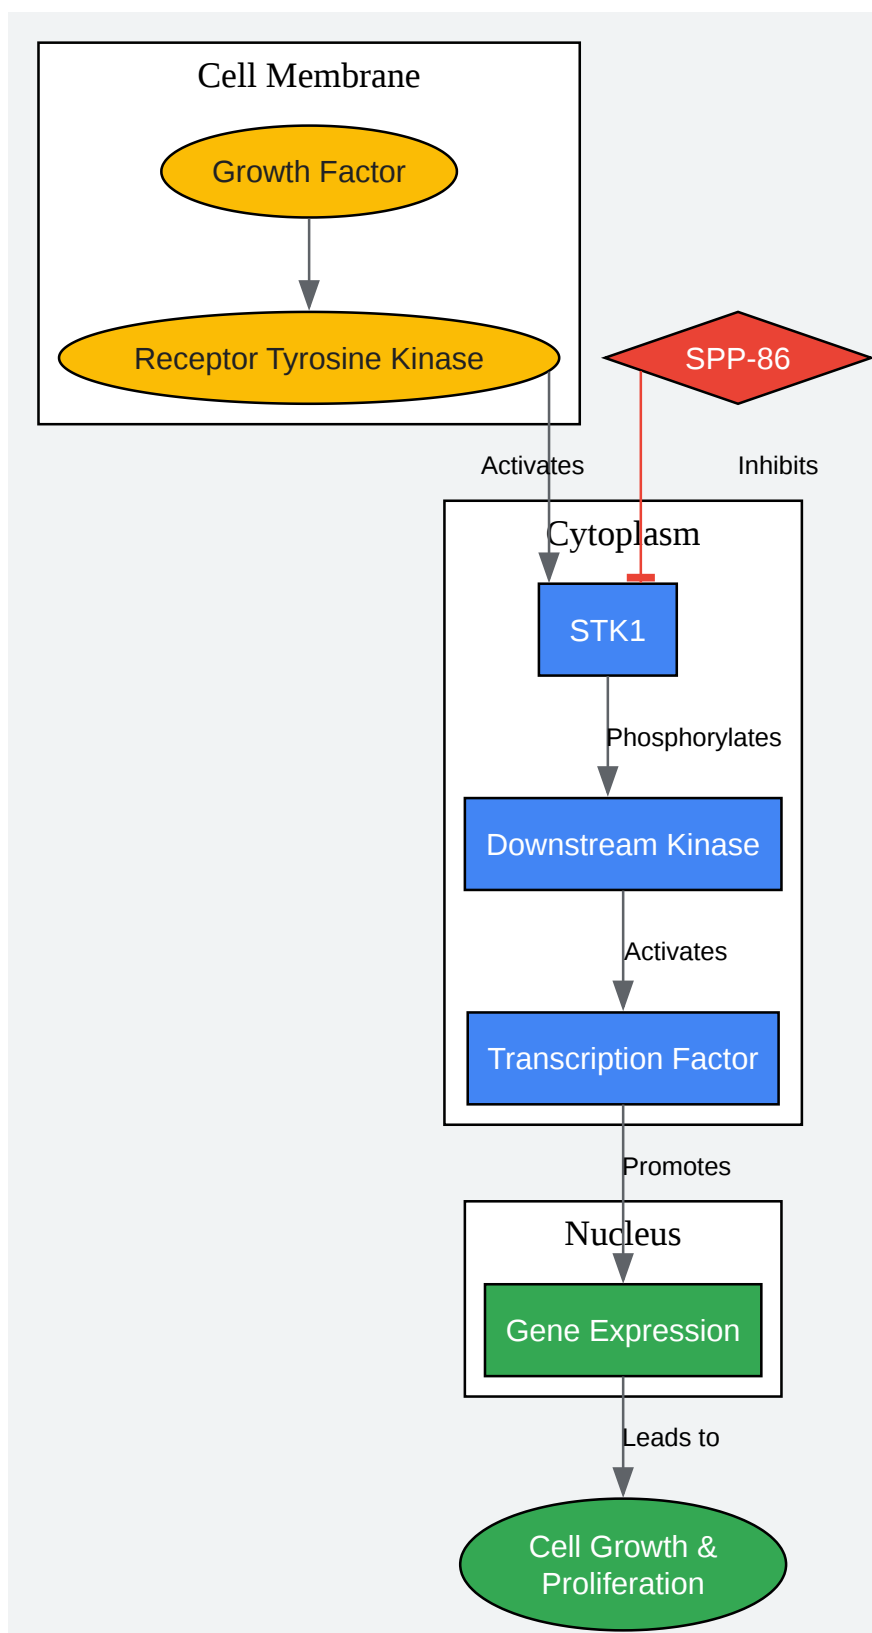 Cell Membrane
Growth Factor
Receptor Tyrosine Kinase
SPP-86
Activates
Inhibits
Cytoplasm
STK1
Phosphorylates
Downstream Kinase
Activates
Transcription Factor
Promotes
Nucleus
Gene Expression
Leads to
Cell Growth &
Proliferation